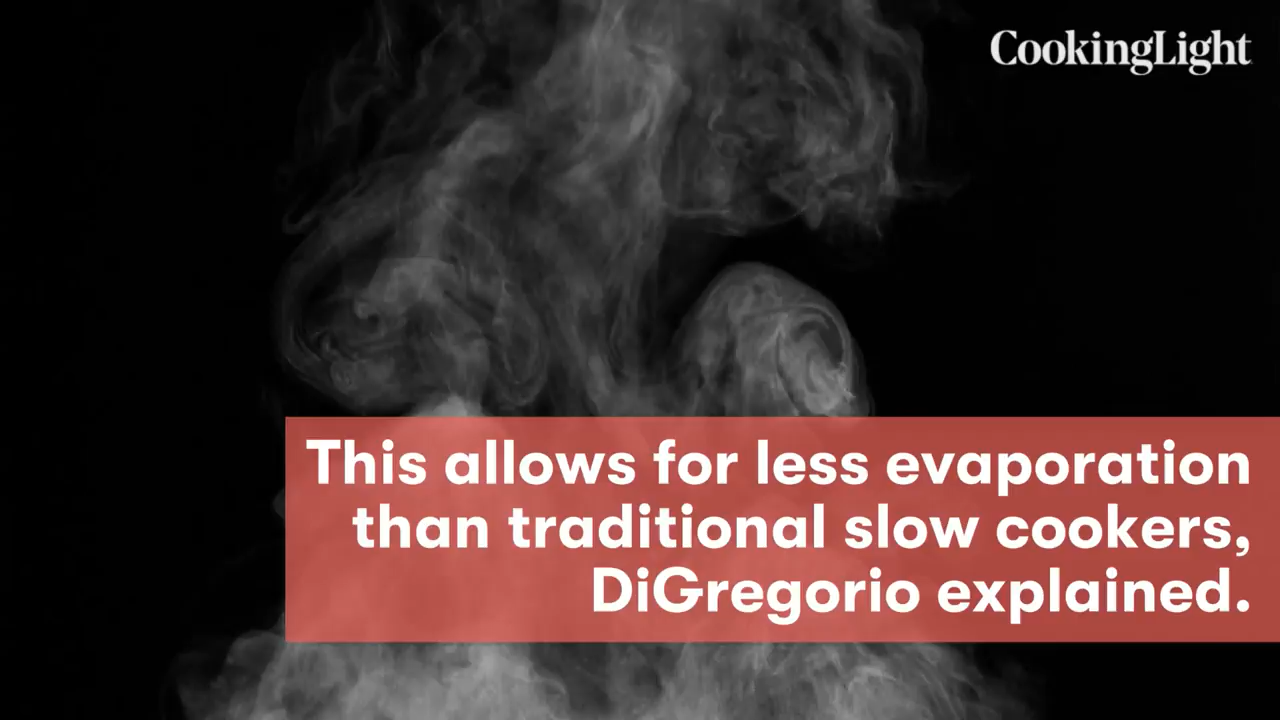 CookingLight
This allows for less evaporation
than traditional slow cookers,
DiGregorio explained.